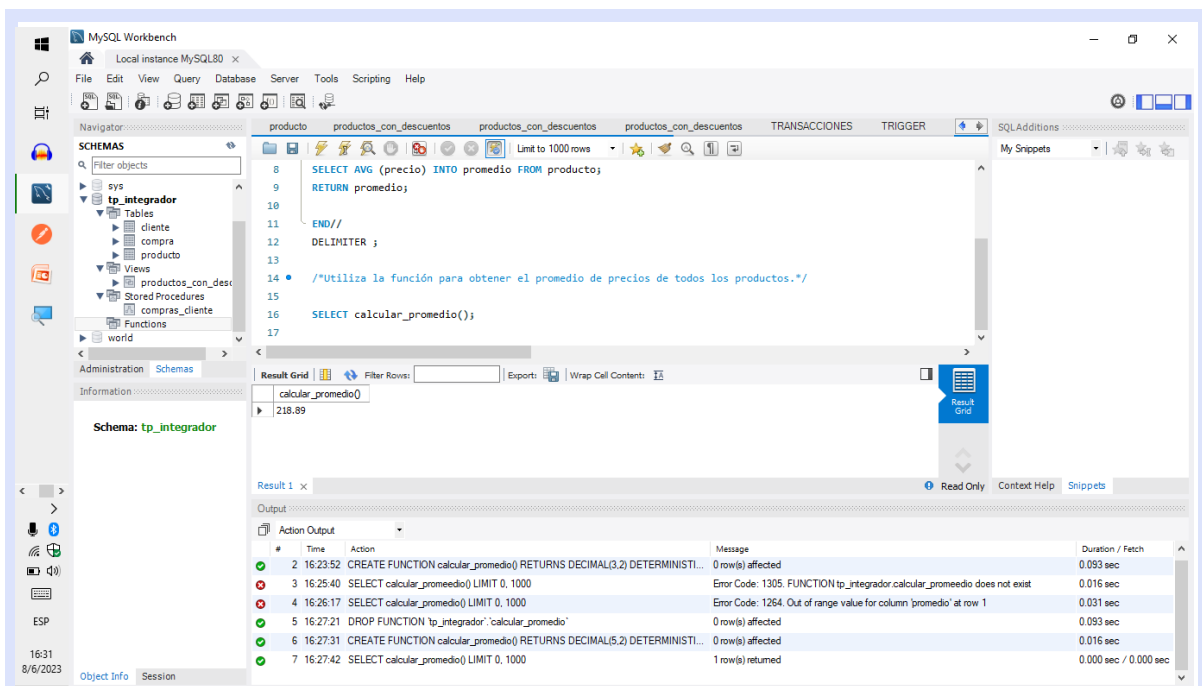 MySQL Workbench
Local instance MySQL80
File Edit View Query Database Server Tools Scripting Help
Navigator
producto productos_con_descuentos productos_con_descuentos productos_con_descuentos TRANSACCIONES TRIGGER
SQLAdditions
SCHEMAS
Limit to 1000 rows
My Snippets
Filter objects
sys
tp_integrador
Tables
cliente
compra
producto
Views
productos_con_desc
Stored Procedures
compras_cliente
Functions
world
Administration Schemas
Information
Schema: tp_integrador
8 SELECT AVG (precio) INTO promedio FROM producto;
9 RETURN promedio;
10
11 END//
12 DELIMITER ;
13
14 /*Utiliza la función para obtener el promedio de precios de todos los productos.*/
15
16 SELECT calcular_promedio();
17
Result Grid Filter Rows: Export: Wrap Cell Content:
calcular_promedio()
218.89
Result Grid
Result 1
Read Only
Context Help Snippets
Output
Action Output
# Time Action Message Duration / Fetch
2 16:23:52 CREATE FUNCTION calcular_promedio() RETURNS DECIMAL(3,2) DETERMINISTI... 0 row(s) affected 0.093 sec
3 16:25:40 SELECT calcular_promeedio() LIMIT 0, 1000 Error Code: 1305. FUNCTION tp_integrador.calcular_promeedio does not exist 0.016 sec
4 16:26:17 SELECT calcular_promedio() LIMIT 0, 1000 Error Code: 1264. Out of range value for column 'promedio' at row 1 0.031 sec
5 16:27:21 DROP FUNCTION `tp_integrador`.`calcular_promedio` 0 row(s) affected 0.093 sec
6 16:27:31 CREATE FUNCTION calcular_promedio() RETURNS DECIMAL(5,2) DETERMINISTI... 0 row(s) affected 0.016 sec
7 16:27:42 SELECT calcular_promedio() LIMIT 0, 1000 1 row(s) returned 0.000 sec / 0.000 sec
Object Info Session
ESP
16:31
8/6/2023